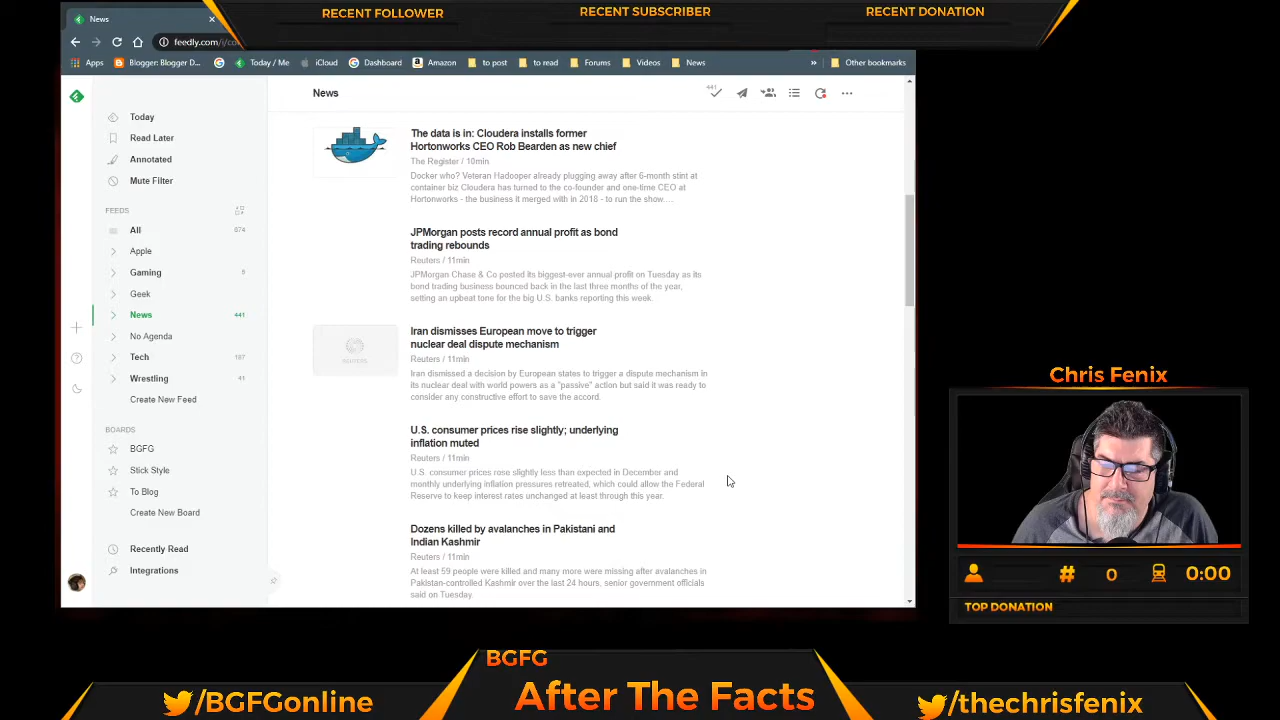 RECENT FOLLOWER
RECENT SUBSCRIBER
RECENT DONATION
News
feedly.com/i/co
Apps
Blogger: Blogger D...
Today / Me
iCloud
Dashboard
Amazon
to post
to read
Forums
Videos
News
»
Other bookmarks
Today
Read Later
Annotated
Mute Filter
FEEDS
All 674
Apple
Gaming 5
Geek
News 441
No Agenda
Tech 187
Wrestling 41
Create New Feed
BOARDS
BGFG
Stick Style
To Blog
Create New Board
Recently Read
Integrations
News
441
The data is in: Cloudera installs former
Hortonworks CEO Rob Bearden as new chief
The Register / 10min
Docker who? Veteran Hadooper already plugging away after 6-month stint at
container biz Cloudera has turned to the co-founder and one-time CEO at
Hortonworks - the business it merged with in 2018 - to run the show....
JPMorgan posts record annual profit as bond
trading rebounds
Reuters / 11min
JPMorgan Chase & Co posted its biggest-ever annual profit on Tuesday as its
bond trading business bounced back in the last three months of the year,
setting an upbeat tone for the big U.S. banks reporting this week.
Iran dismisses European move to trigger
nuclear deal dispute mechanism
Reuters / 11min
Iran dismissed a decision by European states to trigger a dispute mechanism in
its nuclear deal with world powers as a "passive" action but said it was ready to
consider any constructive effort to save the accord.
REUTERS
U.S. consumer prices rise slightly; underlying
inflation muted
Reuters / 11min
U.S. consumer prices rose slightly less than expected in December and
monthly underlying inflation pressures retreated, which could allow the Federal
Reserve to keep interest rates unchanged at least through this year.
Dozens killed by avalanches in Pakistani and
Indian Kashmir
Reuters / 11min
At least 59 people were killed and many more were missing after avalanches in
Pakistan-controlled Kashmir over the last 24 hours, senior government officials
said on Tuesday.
Chris Fenix
# 0
0:00
TOP DONATION
BGFG
After The Facts
/BGFGonline
/thechrisfenix